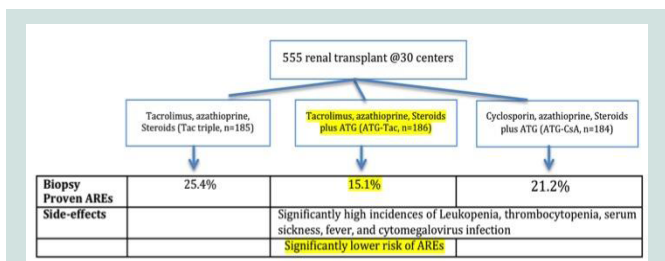 555 renal transplant @30 centers
Tacrolimus, azathioprine,
Steroids (Tac triple, n=185)
Tacrolimus, azathioprine, Steroids
plus ATG (ATG-Tac, n=186)
Cyclosporin, azathioprine, Steroids
plus ATG (ATG-CsA, n=184)
Biopsy
Proven AREs
25.4%
15.1%
21.2%
Side-effects
Significantly high incidences of Leukopenia, thrombocytopenia, serum
sickness, fever, and cytomegalovirus infection
Significantly lower risk of AREs